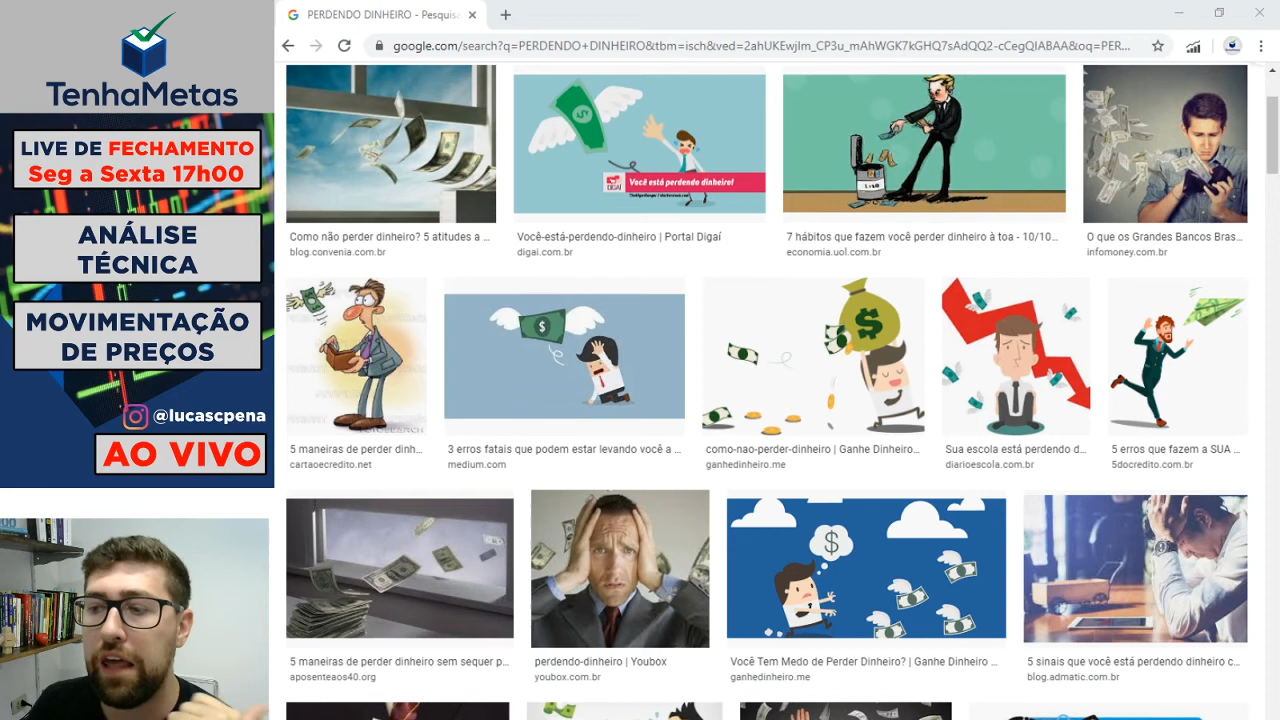 TenhaMetas
LIVE DE FECHAMENTO
Seg a Sexta 17h00
ANÁLISE
TÉCNICA
MOVIMENTAÇÃO
DE PREÇOS
@lucascpena
AO VIVO
PERDENDO DINHEIRO - Pesquisa
google.com/search?q=PERDENDO+DINHEIRO&tbm=isch&ved=2ahUKEwjIm_CP3u_mAhWGK7kGHQ7sAdQQ2-cCegQIABAA&oq=PER...
DIGAÍ
Você está perdendo dinheiro!
LIXO
Como não perder dinheiro? 5 atitudes a ...
blog.convenia.com.br
Você-está-perdendo-dinheiro | Portal Digaí
digai.com.br
7 hábitos que fazem você perder dinheiro à toa - 10/10...
economia.uol.com.br
O que os Grandes Bancos Bras...
infomoney.com.br
5 maneiras de perder dinh...
cartaoecredito.net
3 erros fatais que podem estar levando você a ...
medium.com
como-nao-perder-dinheiro | Ganhe Dinheiro...
ganhedinheiro.me
Sua escola está perdendo d...
diarioescola.com.br
5 erros que fazem a SUA ...
5docredito.com.br
5 maneiras de perder dinheiro sem sequer p...
aposenteaos40.org
perdendo-dinheiro | Youbox
youbox.com.br
Você Tem Medo de Perder Dinheiro? | Ganhe Dinheiro ...
ganhedinheiro.me
5 sinais que você está perdendo dinheiro c...
blog.admatic.com.br